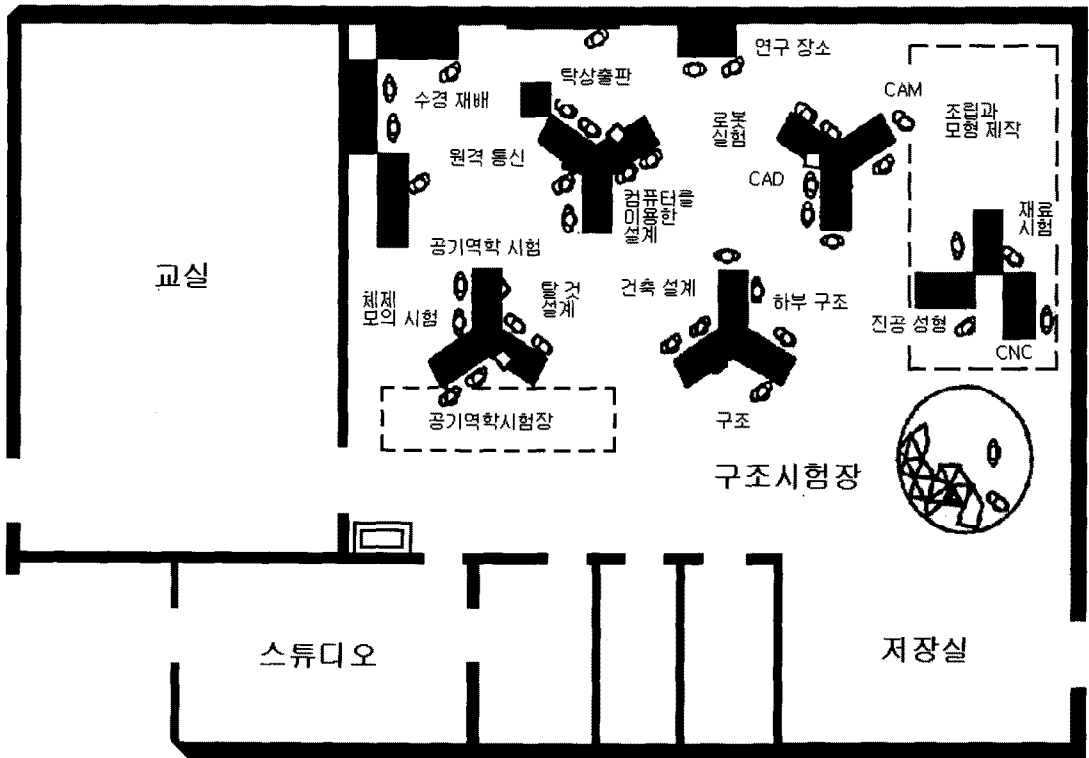 연구 장소
탁상출판
수경 재배
CAM
조립과
모형 제작
로봇
실험
원격 통신
CAD
컴퓨터를
이용한
설계
재료
시험
공기역학 시험
교실
체제
모의 시험
탈 것
설계
건축 설계
하부 구조
진공 성형
CNC
공기역학시험장
구조
구조시험장
스튜디오
저장실